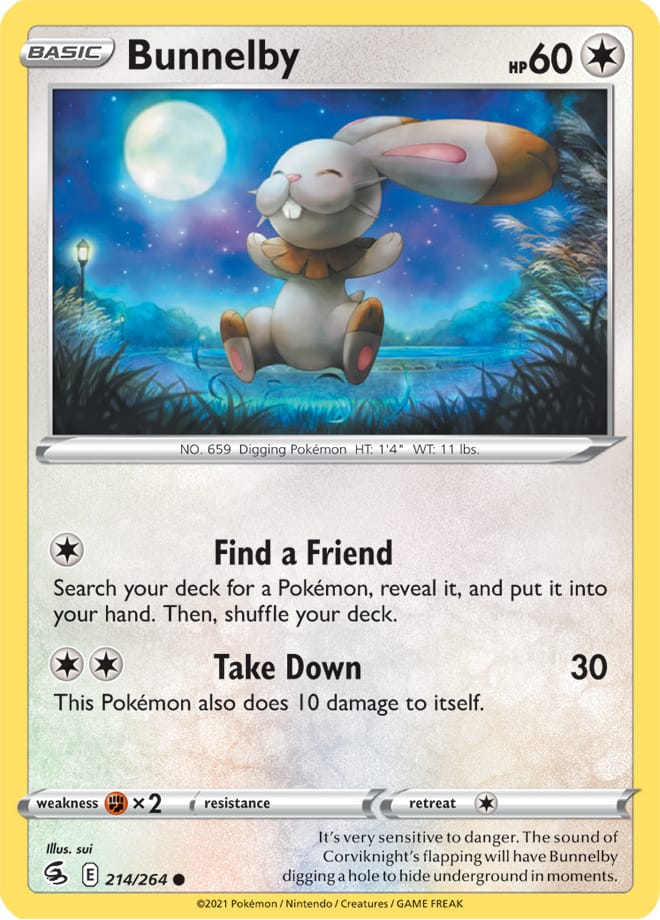 BASIC Bunnelby HP60
NO. 659 Digging Pokémon HT: 1'4" WT: 11 lbs.
Find a Friend
Search your deck for a Pokémon, reveal it, and put it into
your hand. Then, shuffle your deck.
Take Down 30
This Pokémon also does 10 damage to itself.
weakness ×2 resistance retreat
Illus. sui
E 214/264
It's very sensitive to danger. The sound of
Corviknight's flapping will have Bunnelby
digging a hole to hide underground in moments.
©2021 Pokémon / Nintendo / Creatures / GAME FREAK